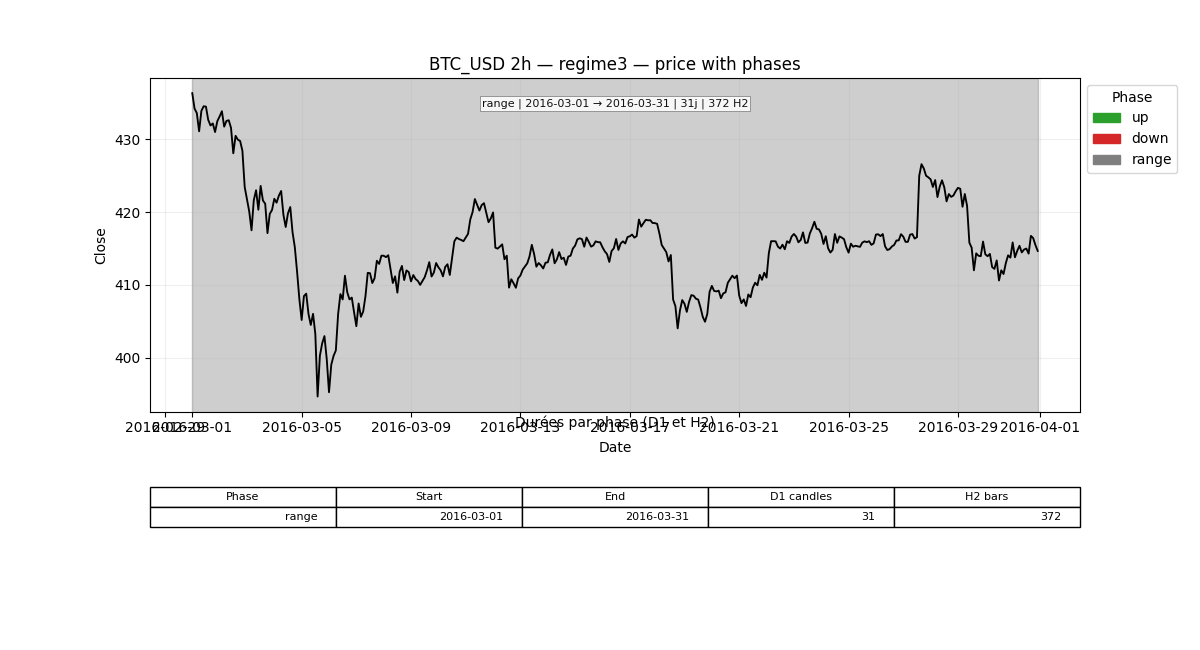 BTC_USD 2h — regime3 — price with phases
range | 2016-03-01 → 2016-03-31 | 31j | 372 H2
Phase
up
down
range
Close
430
420
410
400
Durées par phase (D1 et H2)
2016-02-28 2016-03-01 2016-03-05 2016-03-09 2016-03-13 2016-03-17 2016-03-21 2016-03-25 2016-03-29 2016-04-01
Date
Phase Start End D1 candles H2 bars
range 2016-03-01 2016-03-31 31 372